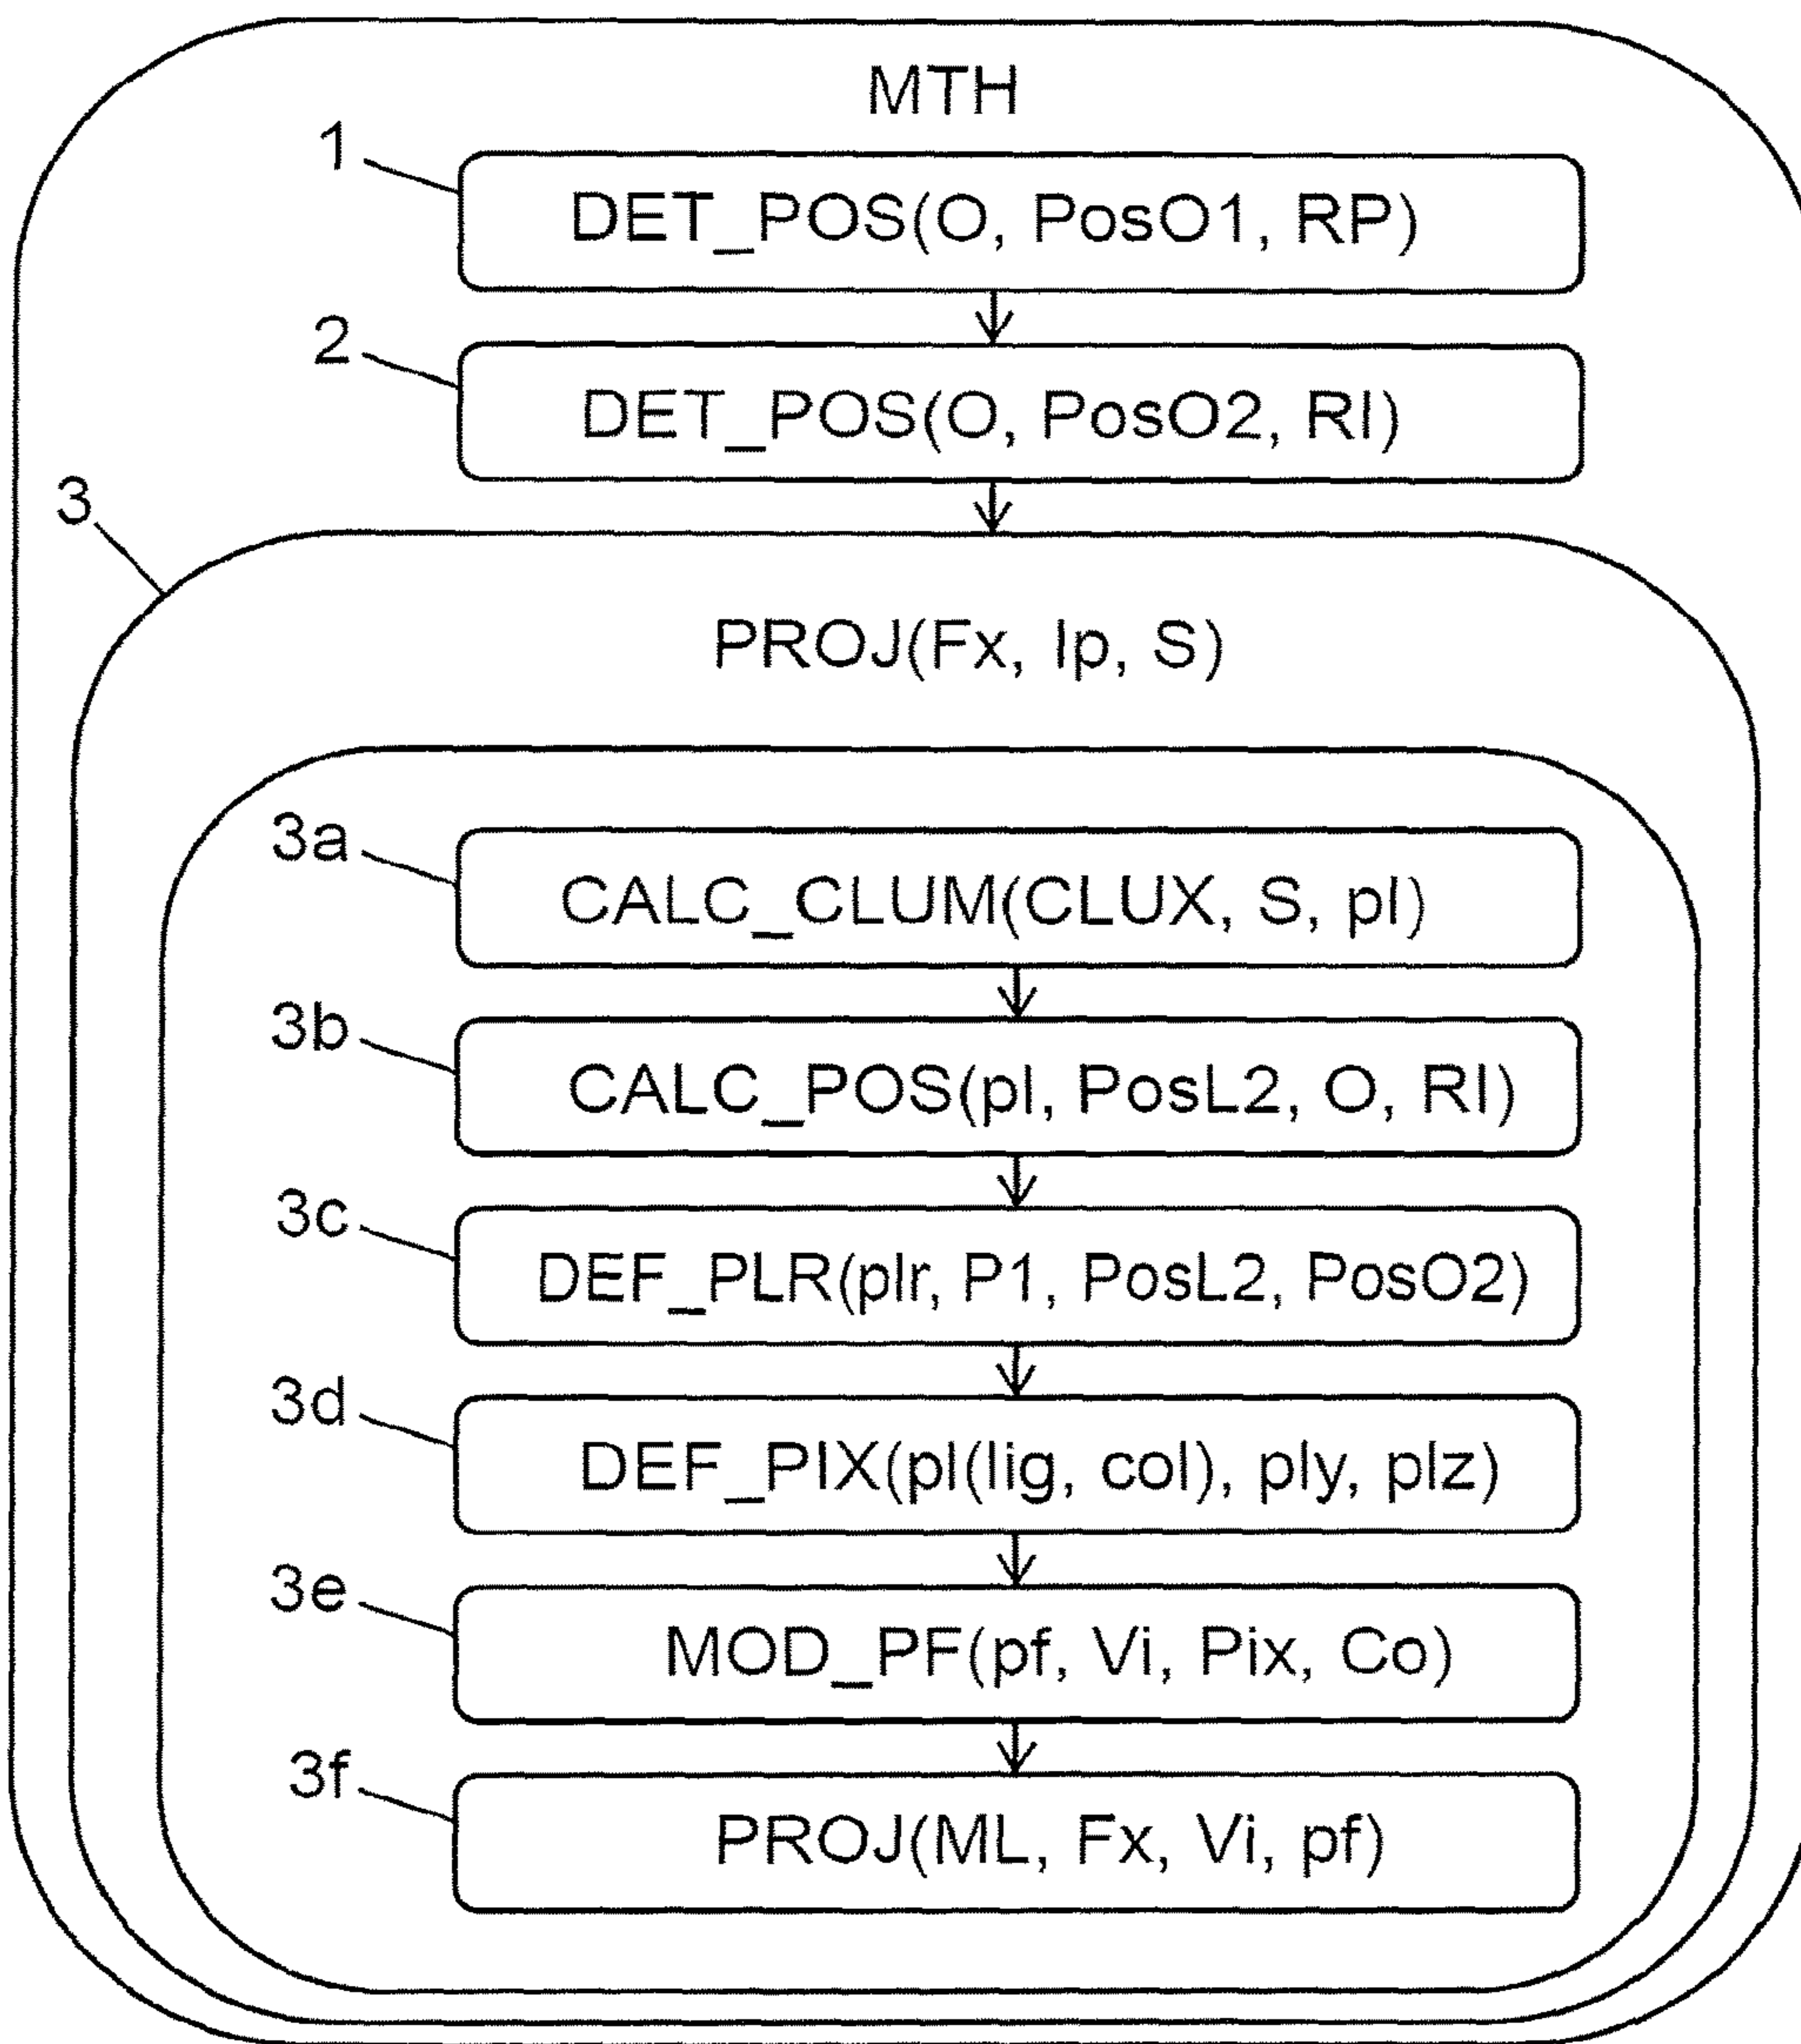 MTH
1
DET_POS(O, PosO1, RP)
2
DET_POS(O, PosO2, RI)
3
PROJ(Fx, Ip, S)
3a
CALC_CLUM(CLUX, S, pl)
3b
CALC_POS(pl, PosL2, O, RI)
3c
DEF_PLR(plr, P1, PosL2, PosO2)
3d
DEF_PIX(pl(lig, col), ply, plz)
3e
MOD_PF(pf, Vi, Pix, Co)
3f
PROJ(ML, Fx, Vi, pf)